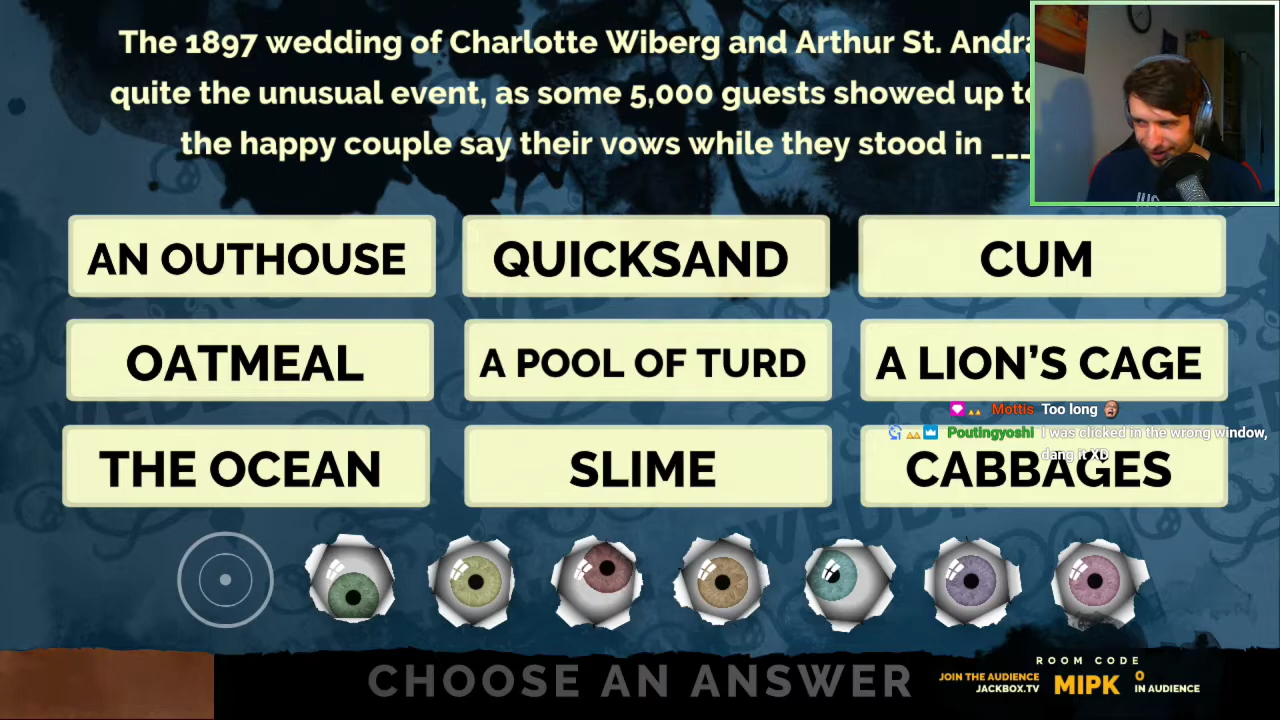 The 1897 wedding of Charlotte Wiberg and Arthur St. Andra
quite the unusual event, as some 5,000 guests showed up to
the happy couple say their vows while they stood in ___
AN OUTHOUSE
QUICKSAND
CUM
OATMEAL
A POOL OF TURD
A LION'S CAGE
Mottis Too long
Poutingyoshi I was clicked in the wrong window,
dang it XD
THE OCEAN
SLIME
CABBAGES
CHOOSE AN ANSWER
ROOM CODE
JOIN THE AUDIENCE
JACKBOX.TV
MIPK
0
IN AUDIENCE